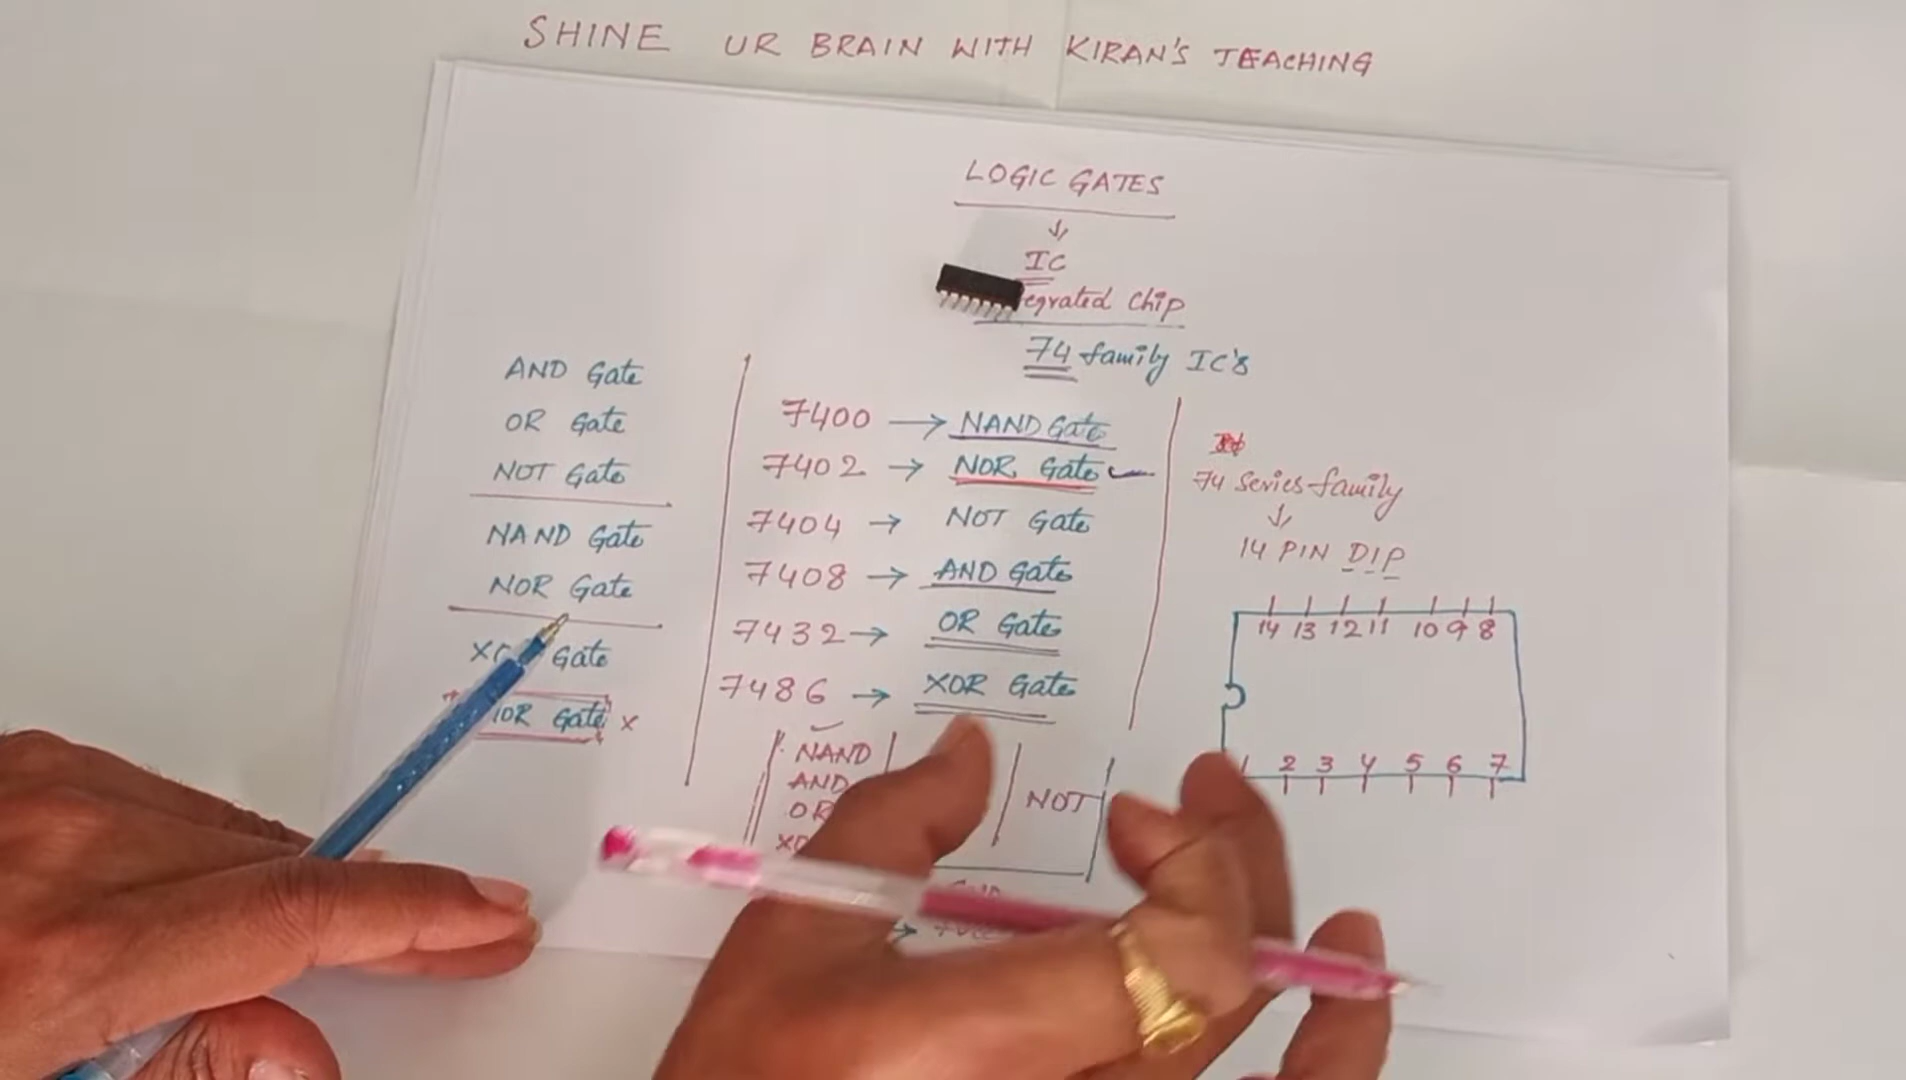 SHINE UR BRAIN WITH KIRAN'S TEACHING
LOGIC GATES
IC
egrated Chip
74 family IC's
AND Gate
OR Gate
NOT Gate
NAND Gate
NOR Gate
Gate
Gate x
7400 → NAND Gate
7402 → NOR Gate
7404 → NOT Gate
7408 → AND Gate
7432 → OR Gate
7486 → XOR Gate
NAND
AND
OR
NOT
74 Series family
14 PIN DIP
14 13 12 11 10 9 8
1 2 3 4 5 6 7